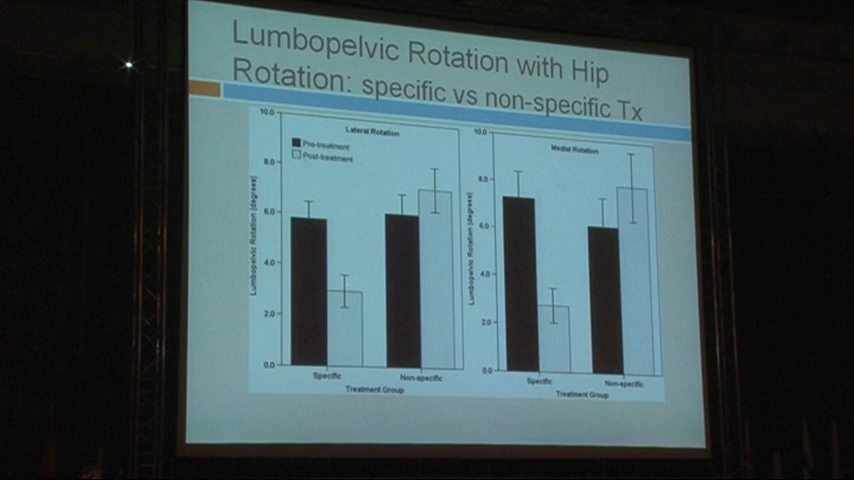 Lumbopelvic Rotation with Hip
Rotation: specific vs non-specific Tx
Lateral Rotation
Pre-treatment
Post-treatment
Lumbopelvic Rotation (degrees)
10.0
8.0
6.0
4.0
2.0
0.0
Specific
Non-specific
Treatment Group
Medial Rotation
Lumbopelvic Rotation (degrees)
10.0
8.0
6.0
4.0
2.0
0.0
Specific
Non-specific
Treatment Group